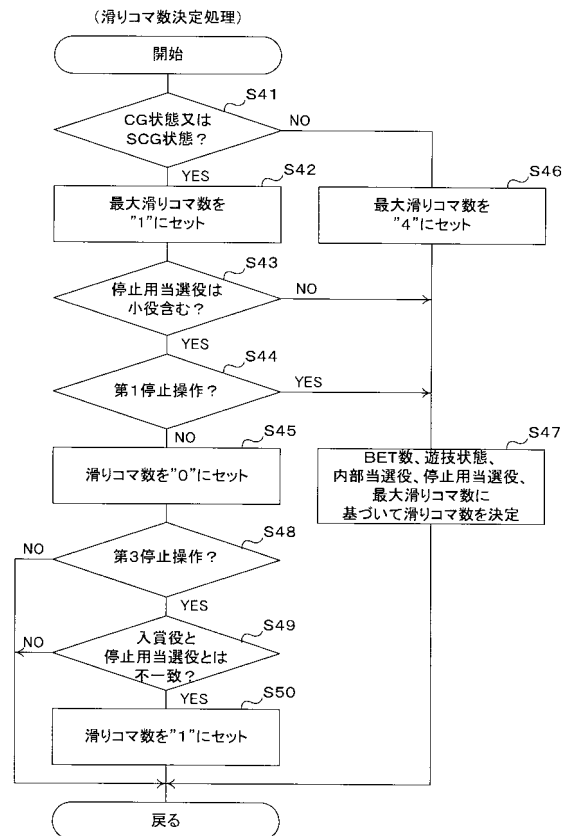 (滑りコマ数決定処理)
開始
S41
CG状態又は
SCG状態?
NO
YES
S42
最大滑りコマ数を
"1"にセット
S46
最大滑りコマ数を
"4"にセット
S43
停止用当選役は
小役含む?
NO
YES
S44
第1停止操作?
YES
NO
S45
滑りコマ数を"0"にセット
S47
BET数、遊技状態、
内部当選役、停止用当選役、
最大滑りコマ数に
基づいて滑りコマ数を決定
S48
第3停止操作?
NO
YES
S49
入賞役と
停止用当選役とは
不一致?
NO
YES
S50
滑りコマ数を"1"にセット
戻る